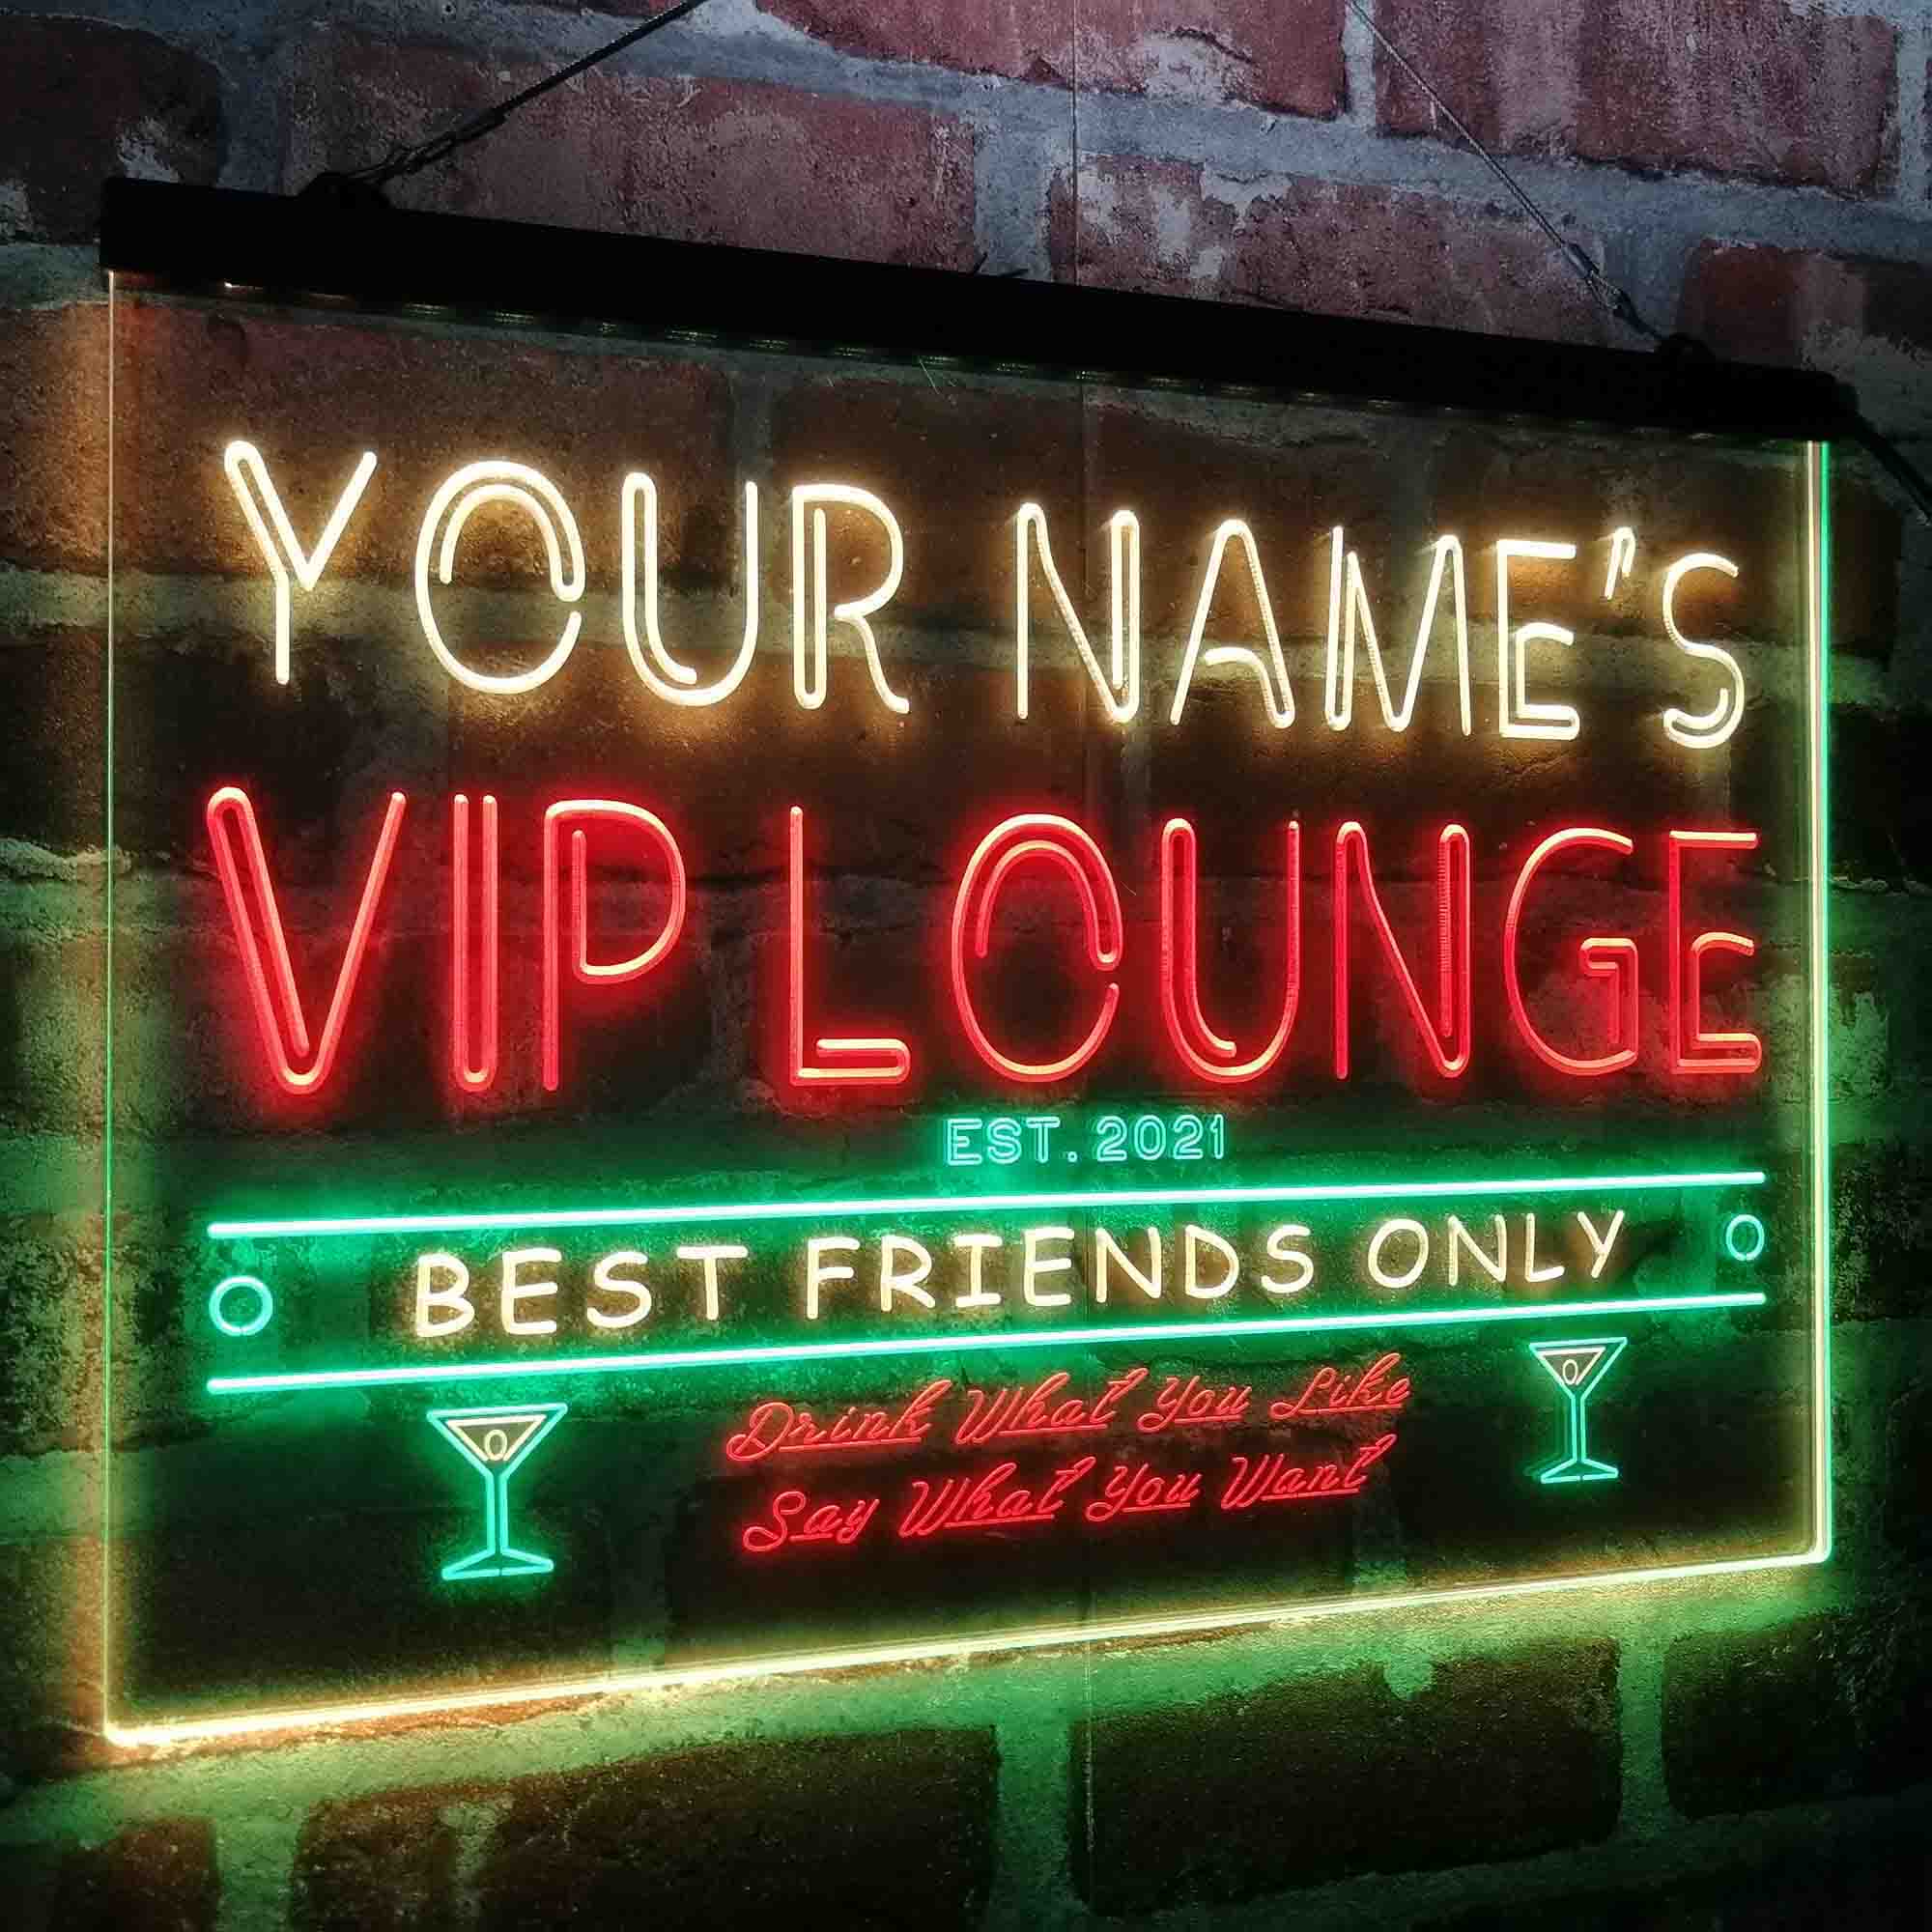 YOUR NAME'S
VIP LOUNGE
EST. 2021
BEST FRIENDS ONLY
Drink What You Like
Say What You Want